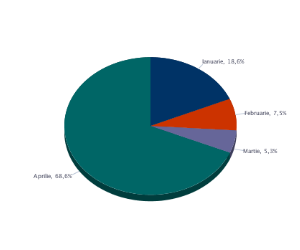 Ianuarie, 18,6%
Februarie, 7,5%
Martie, 5,3%
Aprilie, 68,6%